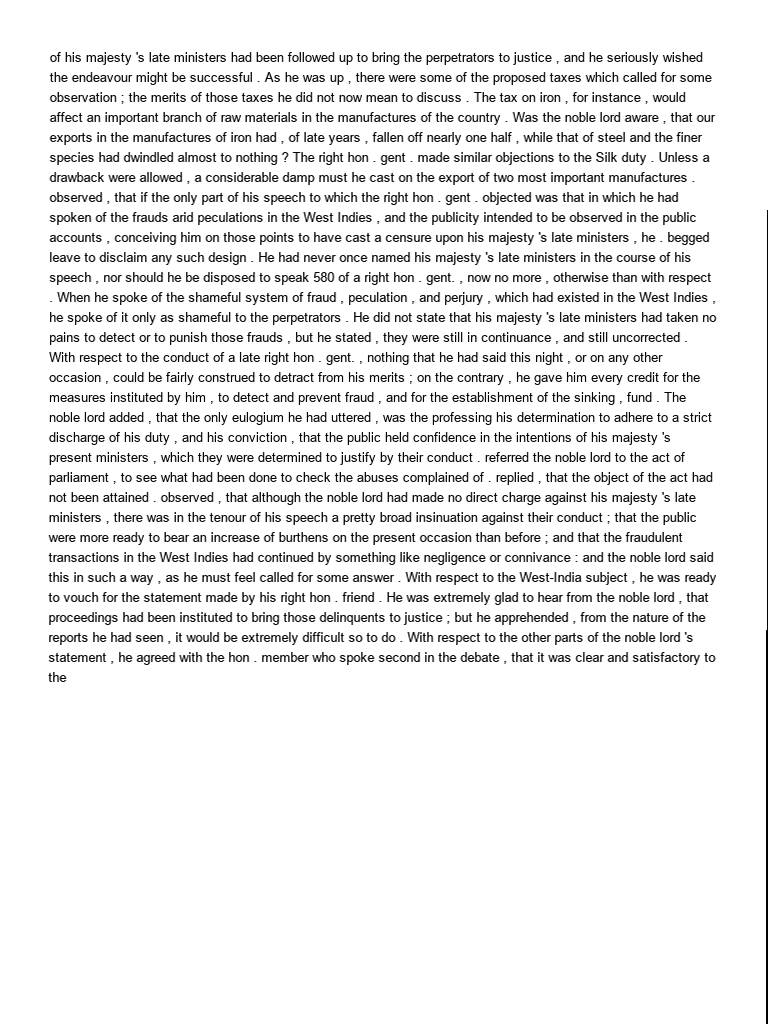 of his majesty 's late ministers had been followed up to bring the perpetrators to justice , and he seriously wished
the endeavour might be successful . As he was up , there were some of the proposed taxes which called for some
observation ; the merits of those taxes he did not now mean to discuss . The tax on iron , for instance , would
affect an important branch of raw materials in the manufactures of the country . Was the noble lord aware , that our
exports in the manufactures of iron had , of late years , fallen off nearly one half , while that of steel and the finer
species had dwindled almost to nothing ? The right hon . gent . made similar objections to the Silk duty . Unless a
drawback were allowed , a considerable damp must he cast on the export of two most important manufactures .
observed , that if the only part of his speech to which the right hon . gent . objected was that in which he had
spoken of the frauds arid peculations in the West Indies , and the publicity intended to be observed in the public
accounts , conceiving him on those points to have cast a censure upon his majesty 's late ministers , he . begged
leave to disclaim any such design . He had never once named his majesty 's late ministers in the course of his
speech , nor should he be disposed to speak 580 of a right hon . gent. , now no more , otherwise than with respect
. When he spoke of the shameful system of fraud , peculation , and perjury , which had existed in the West Indies ,
he spoke of it only as shameful to the perpetrators . He did not state that his majesty 's late ministers had taken no
pains to detect or to punish those frauds , but he stated , they were still in continuance , and still uncorrected .
With respect to the conduct of a late right hon . gent. , nothing that he had said this night , or on any other
occasion , could be fairly construed to detract from his merits ; on the contrary , he gave him every credit for the
measures instituted by him , to detect and prevent fraud , and for the establishment of the sinking , fund . The
noble lord added , that the only eulogium he had uttered , was the professing his determination to adhere to a strict
discharge of his duty , and his conviction , that the public held confidence in the intentions of his majesty 's
present ministers , which they were determined to justify by their conduct . referred the noble lord to the act of
parliament , to see what had been done to check the abuses complained of . replied , that the object of the act had
not been attained . observed , that although the noble lord had made no direct charge against his majesty 's late
ministers , there was in the tenour of his speech a pretty broad insinuation against their conduct ; that the public
were more ready to bear an increase of burthens on the present occasion than before ; and that the fraudulent
transactions in the West Indies had continued by something like negligence or connivance : and the noble lord said
this in such a way , as he must feel called for some answer . With respect to the West-India subject , he was ready
to vouch for the statement made by his right hon . friend . He was extremely glad to hear from the noble lord , that
proceedings had been instituted to bring those delinquents to justice ; but he apprehended , from the nature of the
reports he had seen , it would be extremely difficult so to do . With respect to the other parts of the noble lord 's
statement , he agreed with the hon . member who spoke second in the debate , that it was clear and satisfactory to
the